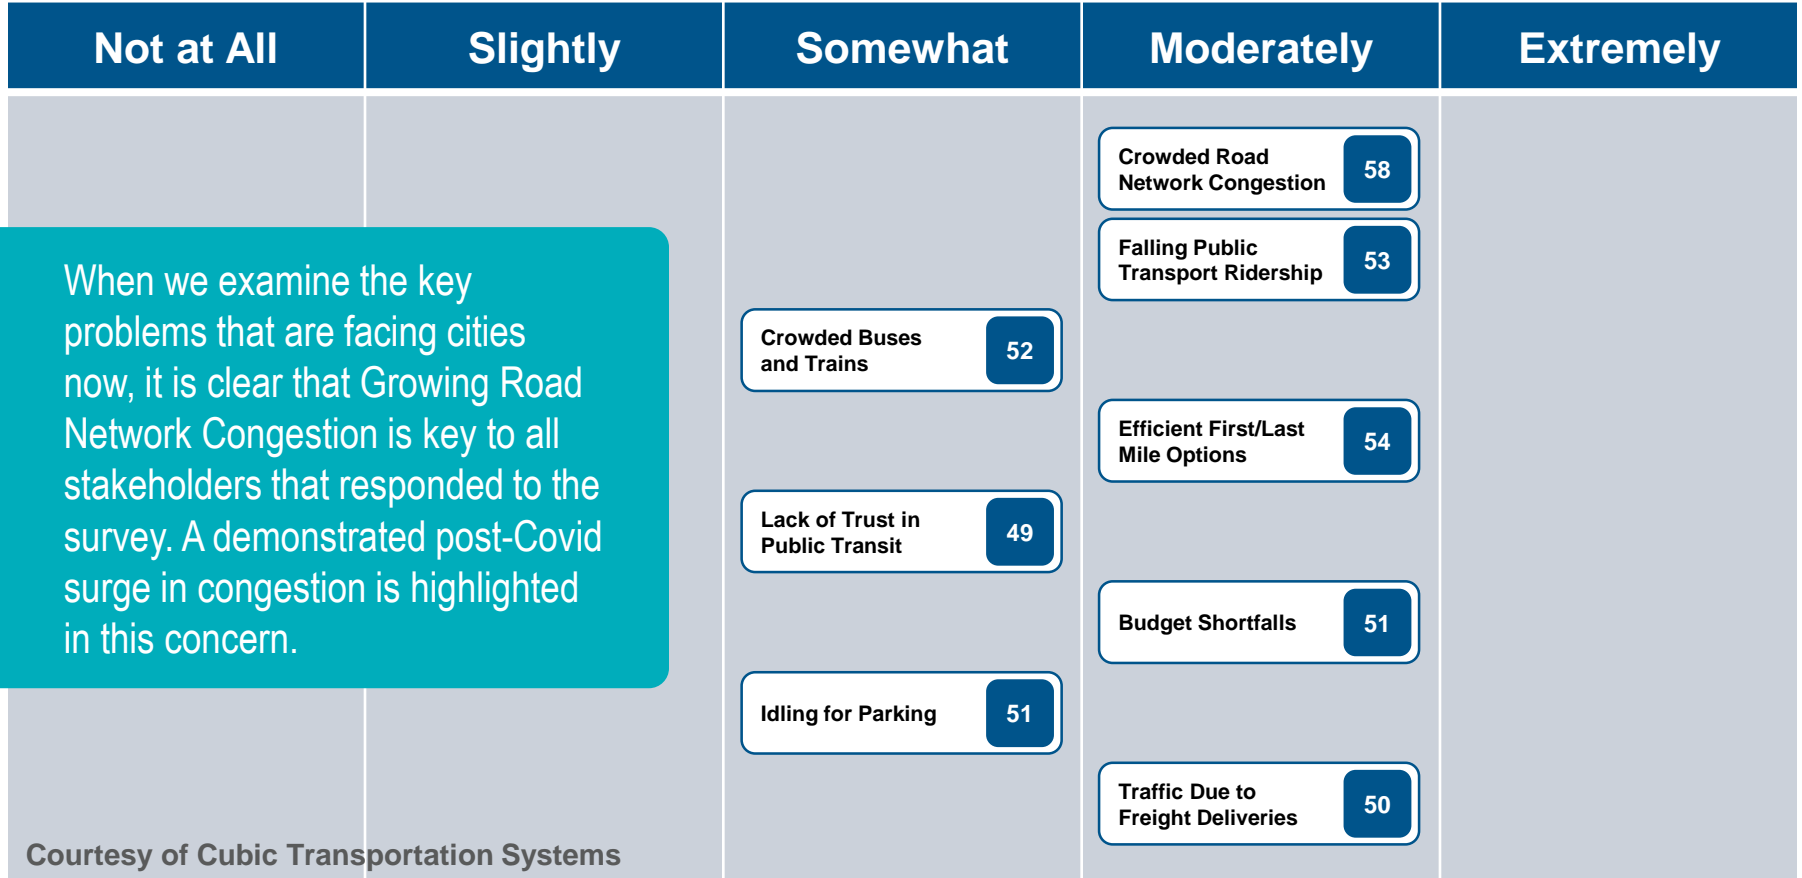 Not at All
Slightly
Somewhat
Moderately
Extremely
Crowded Road
Network Congestion
58
Falling Public
Transport Ridership
53
When we examine the key
problems that are facing cities
now, it is clear that Growing Road
Network Congestion is key to all
stakeholders that responded to the
survey. A demonstrated post-Covid
surge in congestion is highlighted
in this concern.
Crowded Buses
and Trains
52
Efficient First/Last
Mile Options
54
Lack of Trust in
Public Transit
49
Budget Shortfalls
51
Idling for Parking
51
Traffic Due to
Freight Deliveries
50
Courtesy of Cubic Transportation Systems